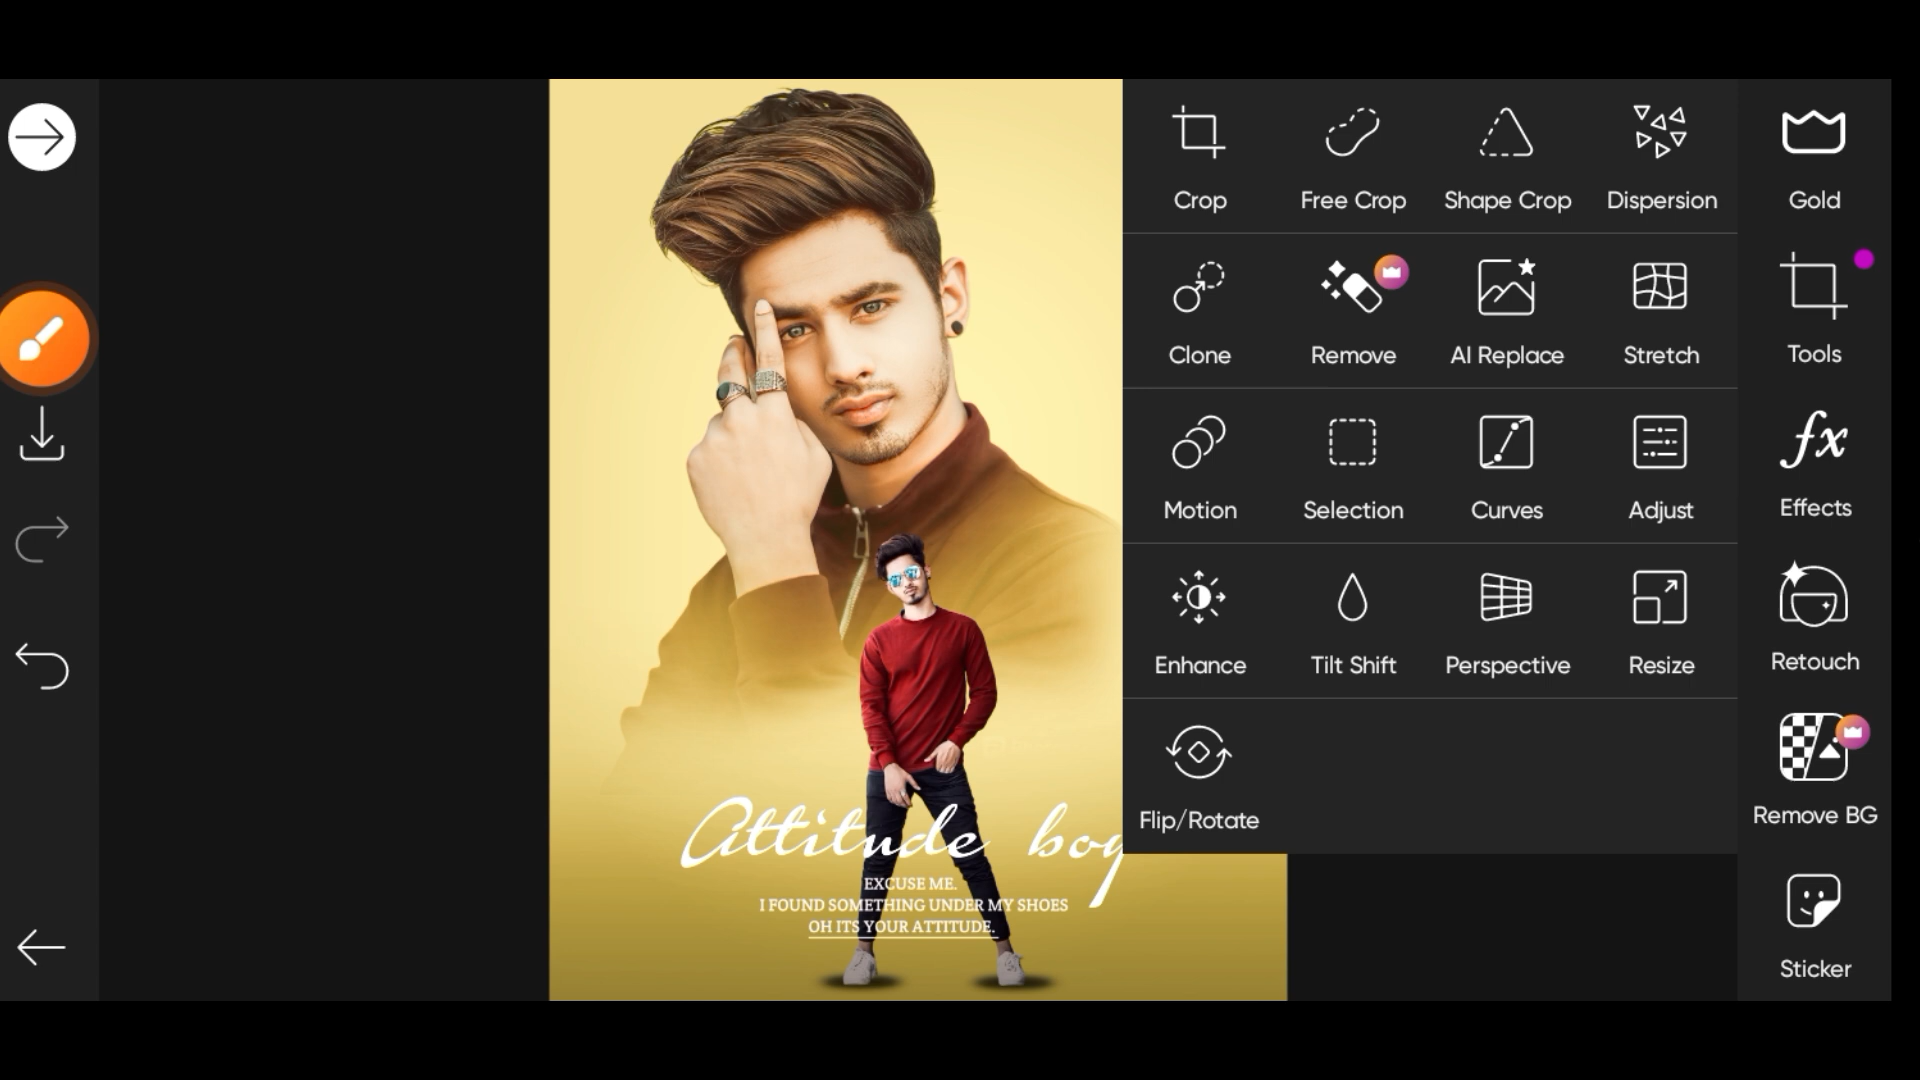 Crop Free Crop Shape Crop Dispersion Gold
Clone Remove AI Replace Stretch Tools
Motion Selection Curves Adjust Effects
Enhance Tilt Shift Perspective Resize Retouch
Flip/Rotate Remove BG
Sticker
Attitude boy
EXCUSE ME.
I FOUND SOMETHING UNDER MY SHOES
OH ITS YOUR ATTITUDE.
fx